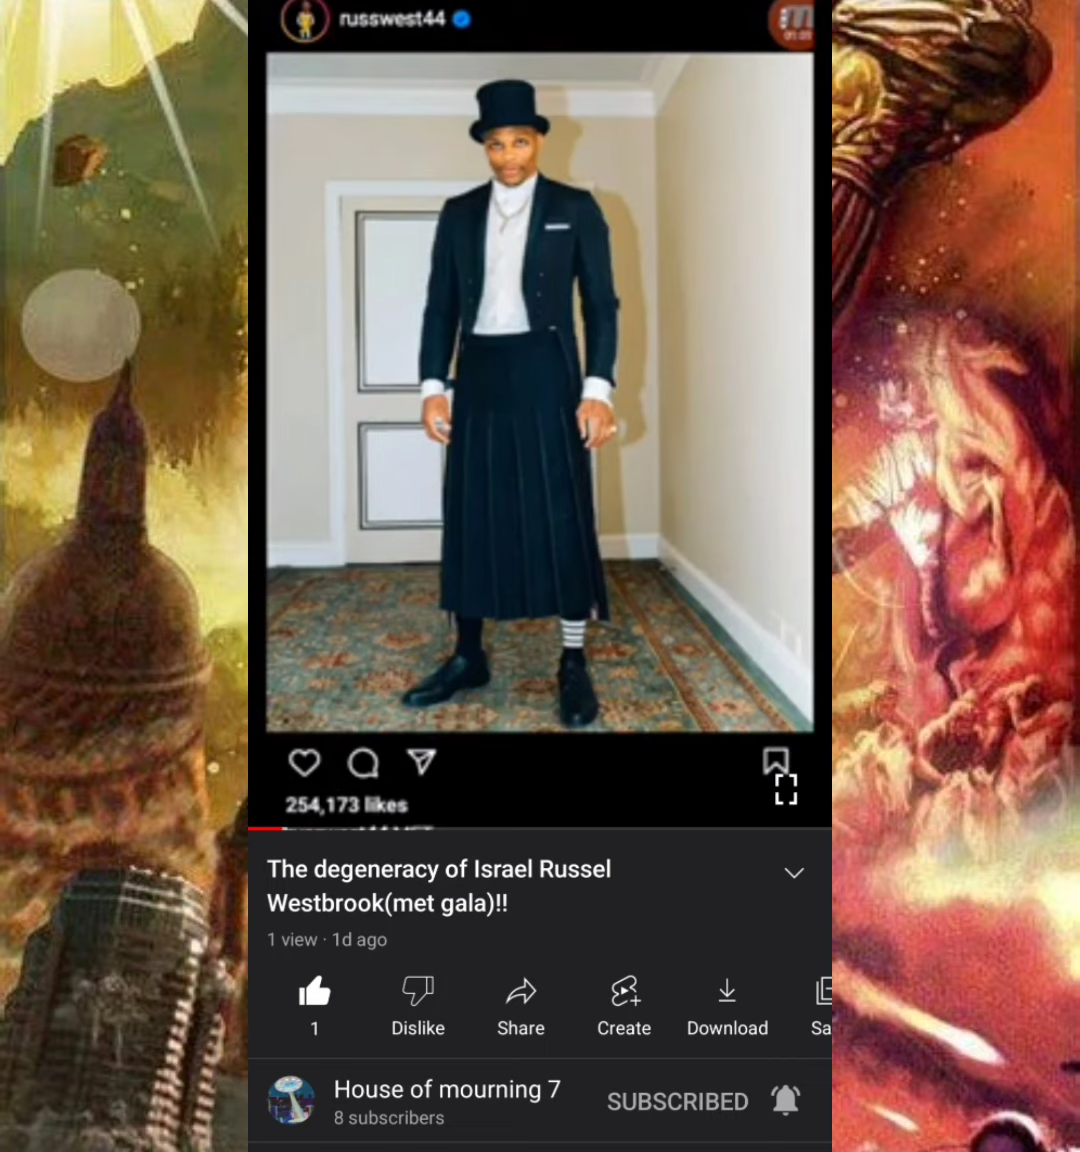 russwest44
254,173 likes
The degeneracy of Israel Russel
Westbrook(met gala)!!
1 view · 1d ago
1
Dislike
Share
Create
Download
Sa
House of mourning 7
8 subscribers
SUBSCRIBED